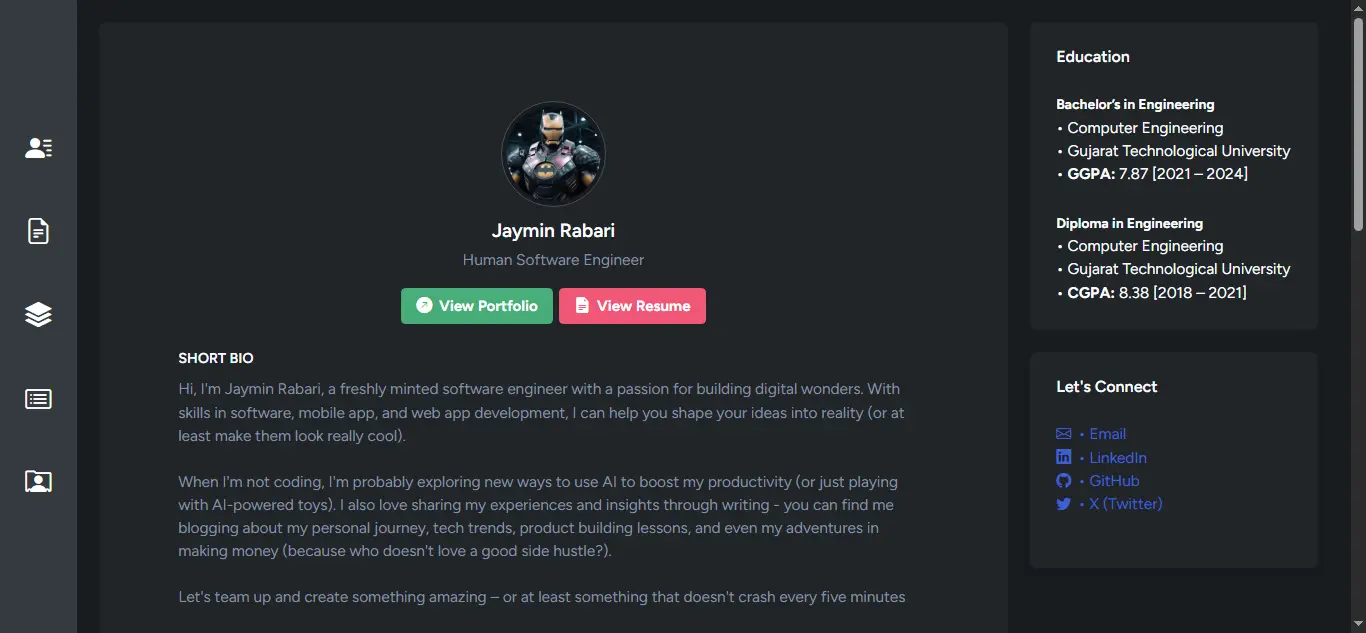 Jaymin Rabari
Human Software Engineer
View Portfolio
View Resume
SHORT BIO
Hi, I'm Jaymin Rabari, a freshly minted software engineer with a passion for building digital wonders. With
skills in software, mobile app, and web app development, I can help you shape your ideas into reality (or at
least make them look really cool).
When I'm not coding, I'm probably exploring new ways to use AI to boost my productivity (or just playing
with AI-powered toys). I also love sharing my experiences and insights through writing - you can find me
blogging about my personal journey, tech trends, product building lessons, and even my adventures in
making money (because who doesn't love a good side hustle?).
Let's team up and create something amazing – or at least something that doesn't crash every five minutes
Education
Bachelor’s in Engineering
• Computer Engineering
• Gujarat Technological University
• GGPA: 7.87 [2021 – 2024]
Diploma in Engineering
• Computer Engineering
• Gujarat Technological University
• CGPA: 8.38 [2018 – 2021]
Let's Connect
• Email
• LinkedIn
• GitHub
• X (Twitter)